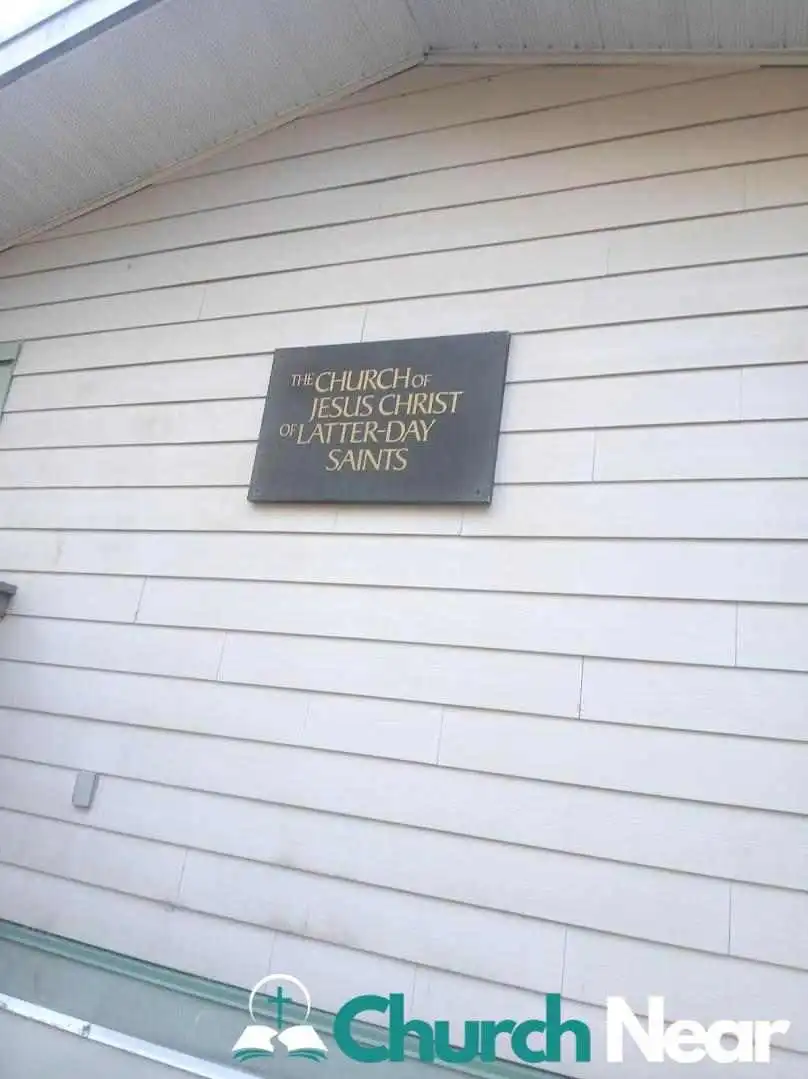 THE CHURCH OF
JESUS CHRIST
OF LATTER-DAY
SAINTS
Church Near